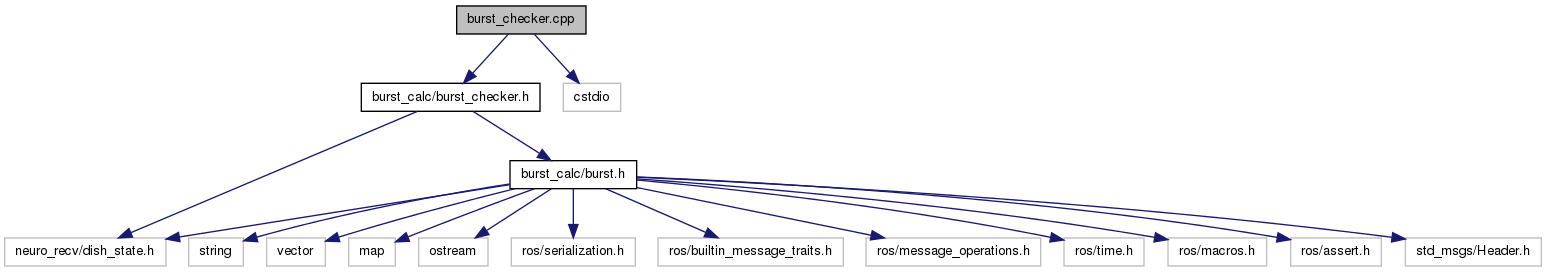 burst_checker.cpp
burst_calc/burst_checker.h
cstdio
burst_calc/burst.h
neuro_recv/dish_state.h
string
vector
map
ostream
ros/serialization.h
ros/builtin_message_traits.h
ros/message_operations.h
ros/time.h
ros/macros.h
ros/assert.h
std_msgs/Header.h